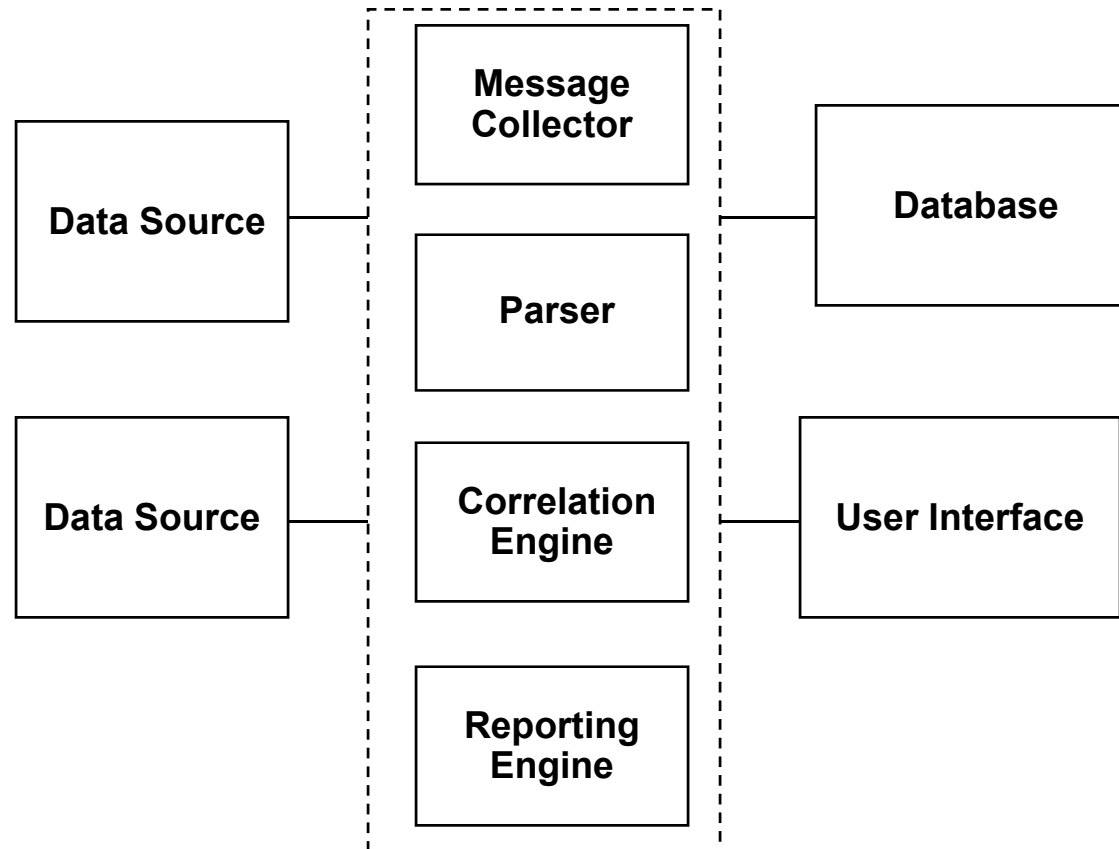 Message
Collector
Data Source
Database
Parser
Data Source
Correlation
Engine
User Interface
Reporting
Engine